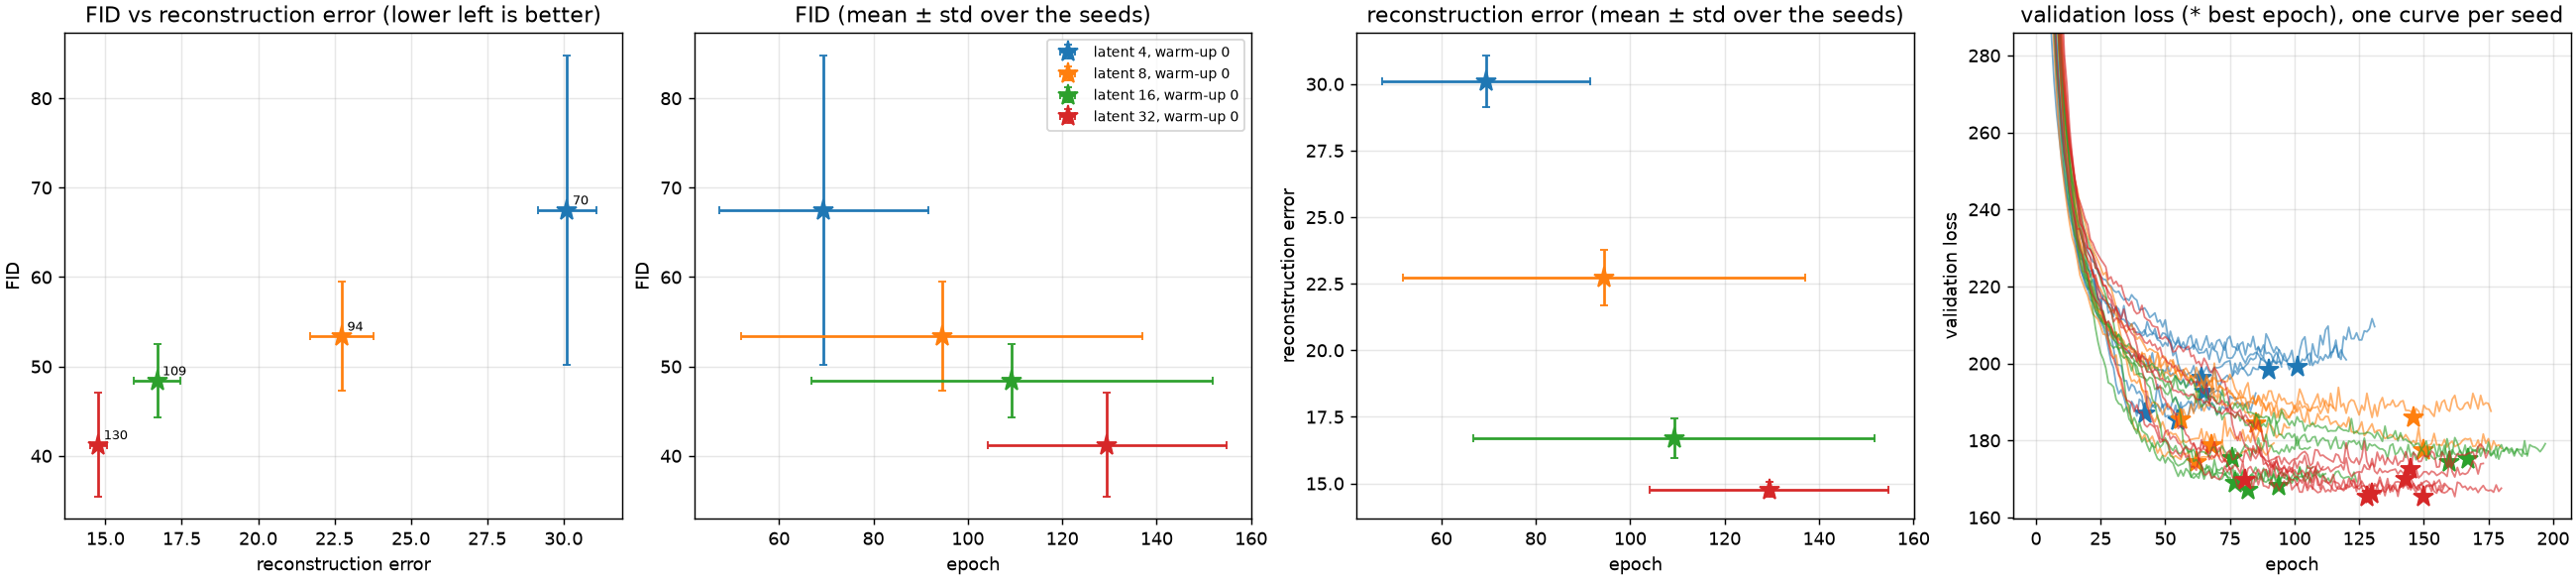 FID vs reconstruction error (lower left is better)
80
70
60
50
40
FID
70
94
109
130
15.0 17.5 20.0 22.5 25.0 27.5 30.0
reconstruction error
FID (mean ± std over the seeds)
80
70
60
50
40
FID
latent 4, warm-up 0
latent 8, warm-up 0
latent 16, warm-up 0
latent 32, warm-up 0
60 80 100 120 140 160
epoch
reconstruction error (mean ± std over the seeds)
30.0
27.5
25.0
22.5
20.0
17.5
15.0
reconstruction error
60 80 100 120 140 160
epoch
validation loss (* best epoch), one curve per seed
280
260
240
220
200
180
160
validation loss
0 25 50 75 100 125 150 175 200
epoch